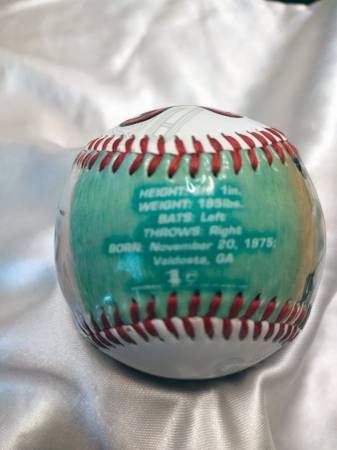 HEIGHT: 1in.
WEIGHT: 195lbs.
BATS: Left
THROWS: Right
BORN: November 20, 1975;
Valdosta, GA